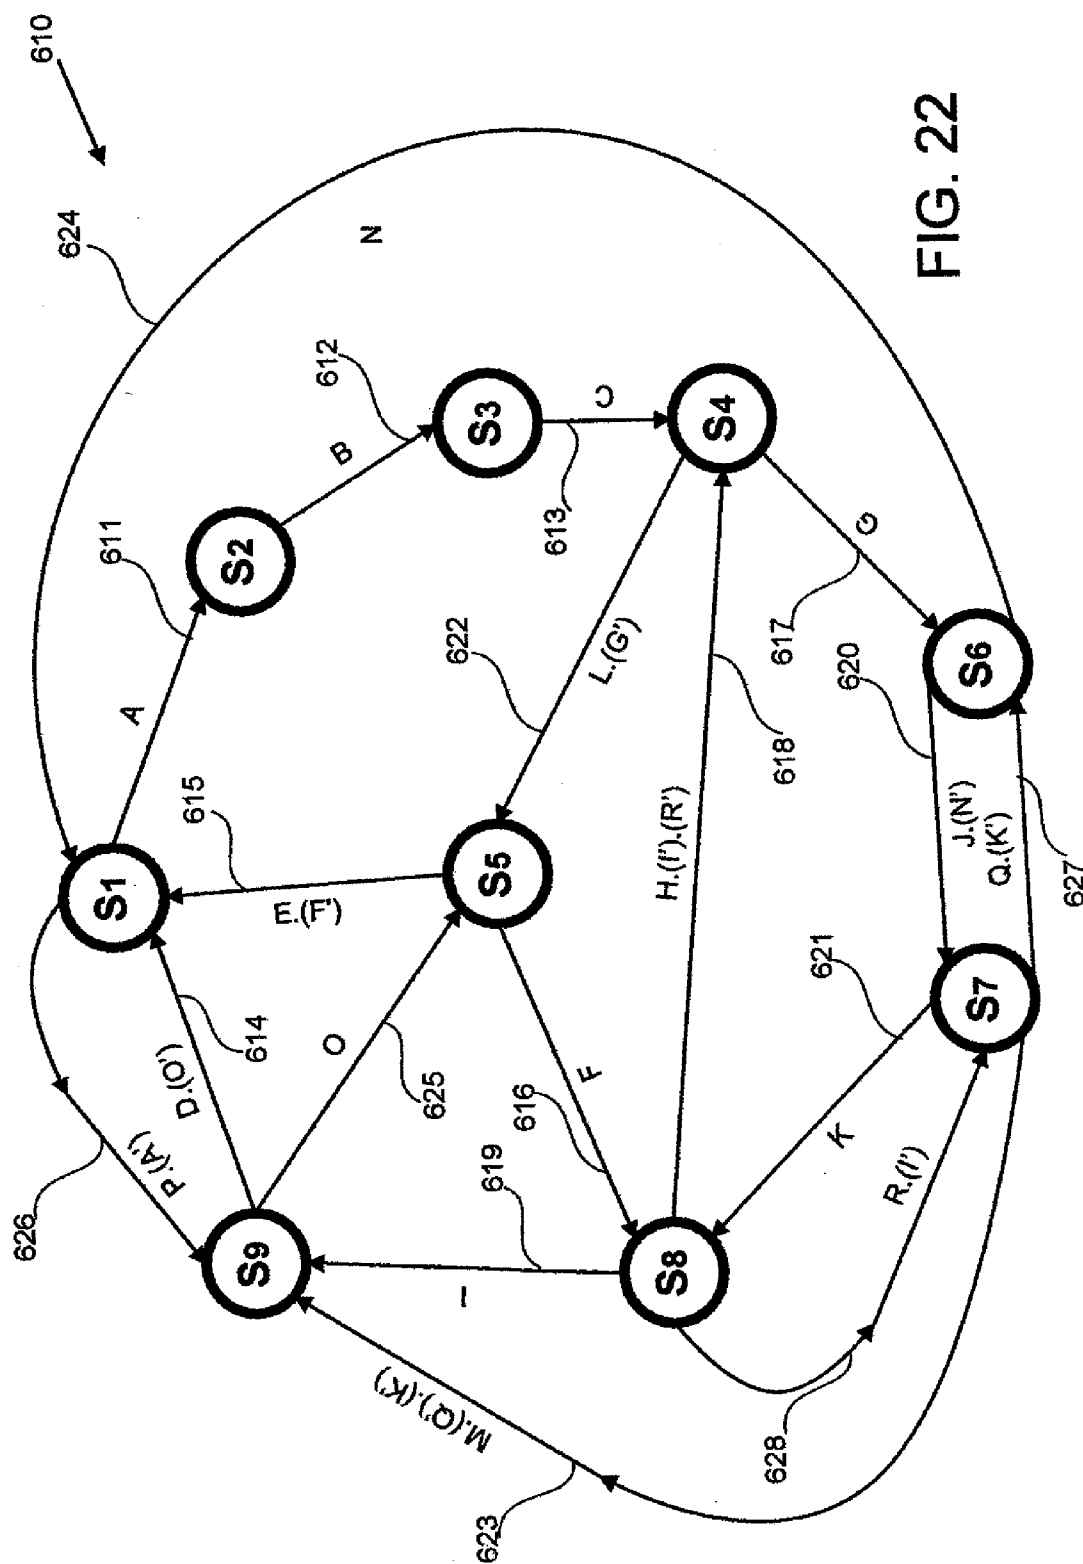 610
624
N
S1
A
611
S2
B
612
S3
C
613
S4
G
617
S6
620
J.(N')
Q.(K')
627
S7
K
621
R.(I')
628
M.(Q').(K')
623
S8
I
619
H.(I').(R')
618
F
616
S5
L.(G')
622
E.(F')
615
O
625
D.(O')
614
S9
P.(A')
626
FIG. 22